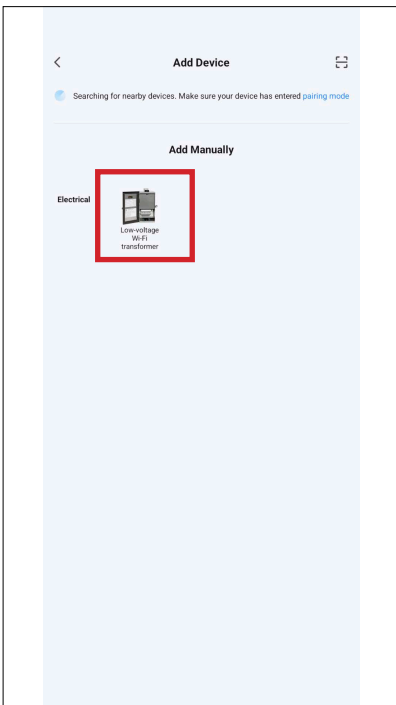 Add Device
Searching for nearby devices. Make sure your device has entered pairing mode
Add Manually
Electrical
Low-voltage
Wi-Fi
transformer